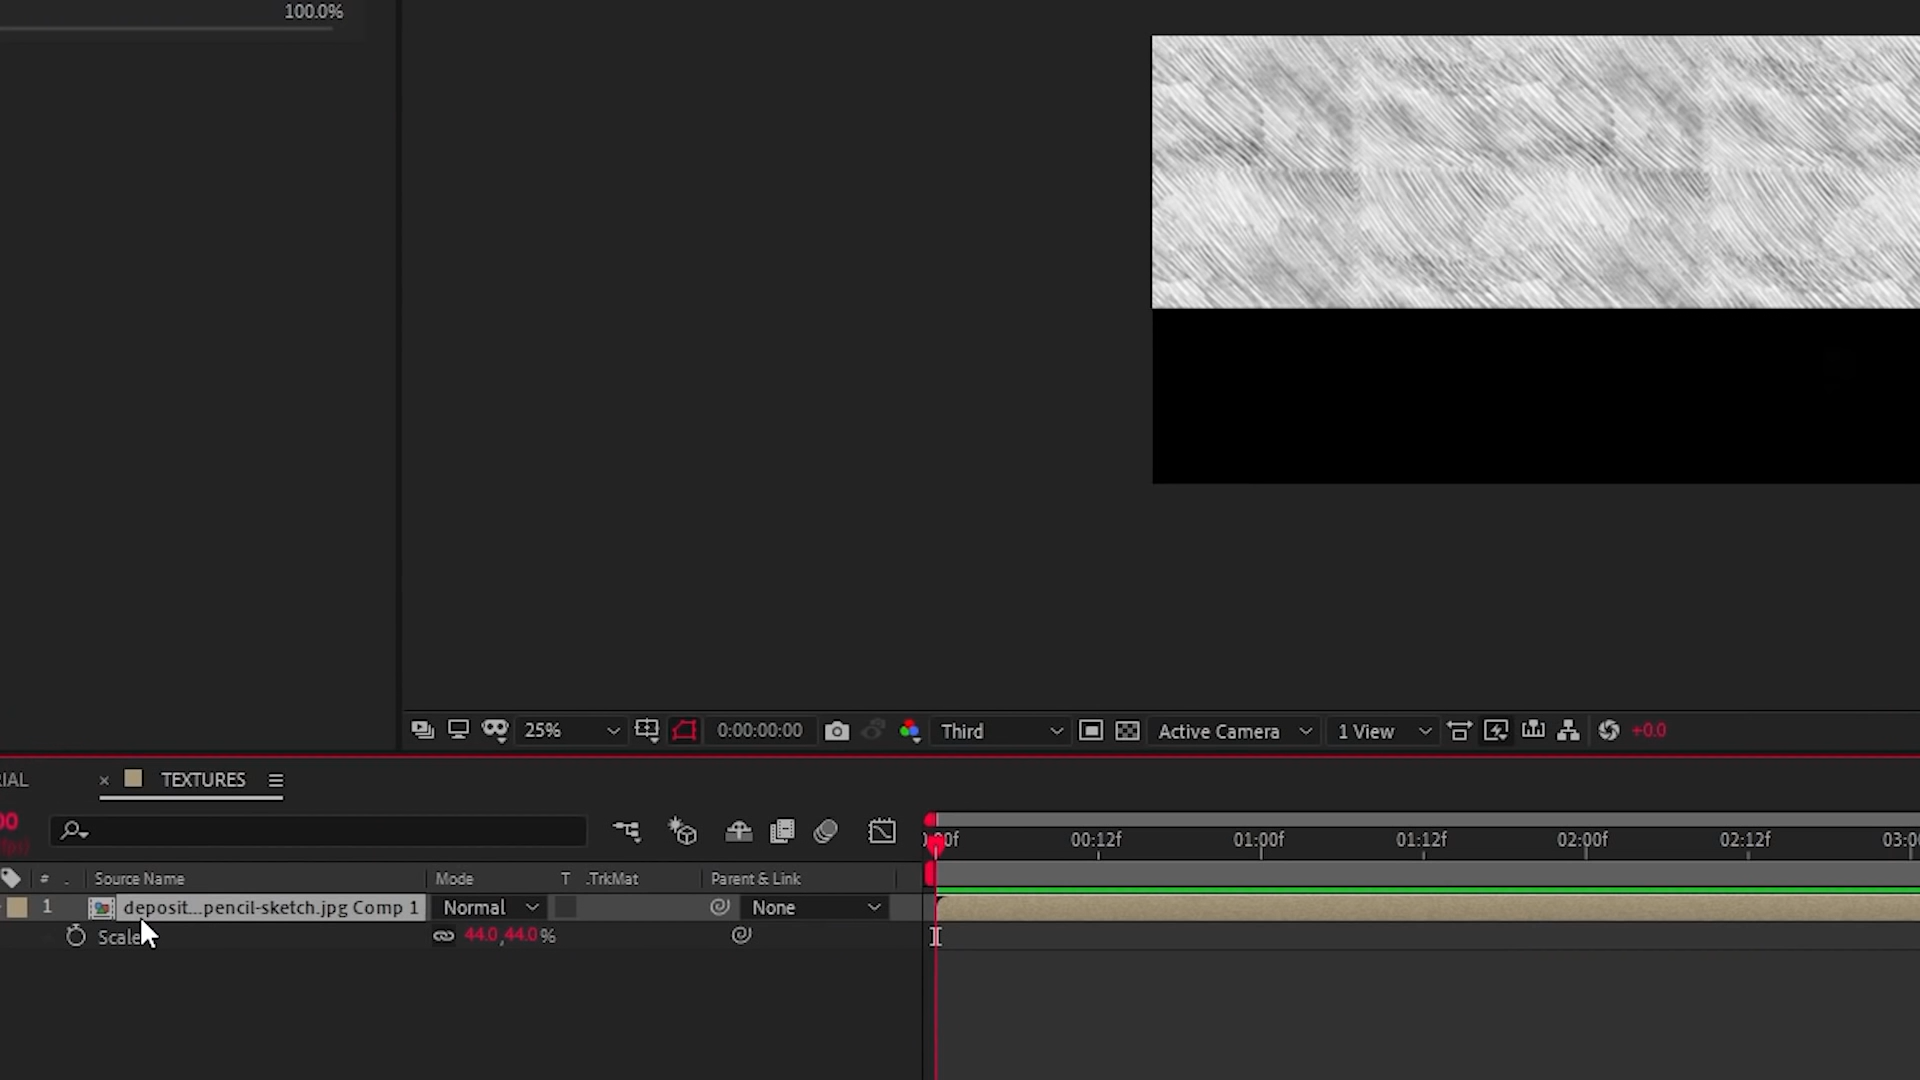 100.0%
25%
0:00:00:00
Third
Active Camera
1 View
+0.0
TEXTURES
00:12f
01:00f
01:12f
02:00f
02:12f
# . Source Name Mode T .TrkMat Parent & Link
1 deposit...pencil-sketch.jpg Comp 1 Normal None
Scale 44.0,44.0%